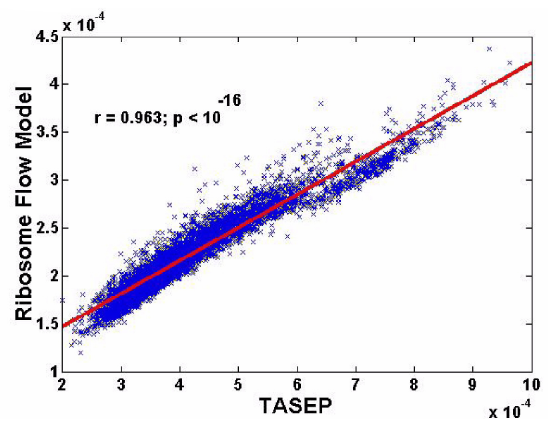 x 10^-4
4.5
4
3.5
3
2.5
2
1.5
1
Ribosome Flow Model
r = 0.963; p < 10^-16
2 3 4 5 6 7 8 9 10
TASEP
x 10^-4